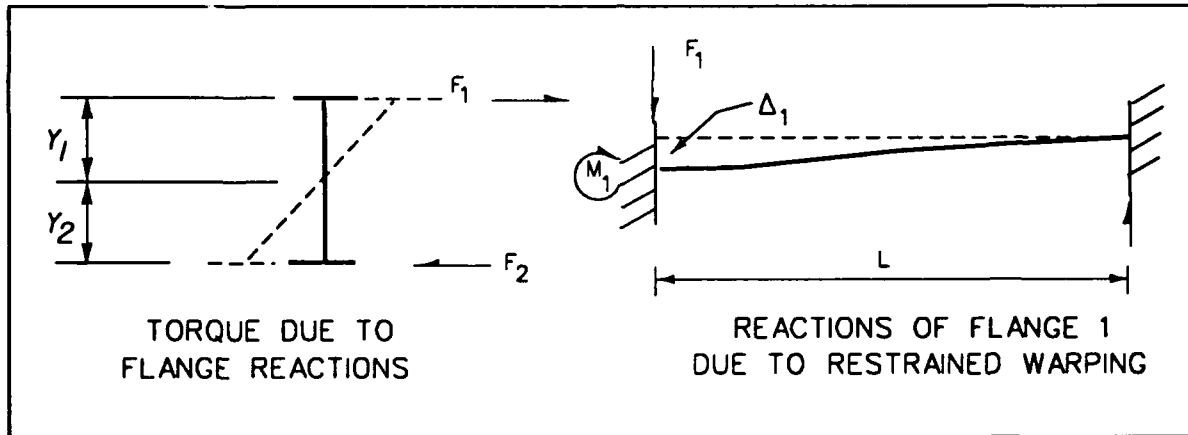 F1
Δ1
Y1
Y2
M1
F1
F2
L
TORQUE DUE TO
FLANGE REACTIONS
REACTIONS OF FLANGE 1
DUE TO RESTRAINED WARPING